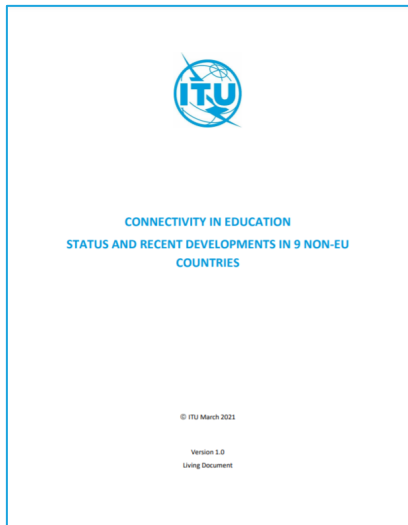 ITU
CONNECTIVITY IN EDUCATION
STATUS AND RECENT DEVELOPMENTS IN 9 NON-EU
COUNTRIES
© ITU March 2021
Version 1.0
Living Document